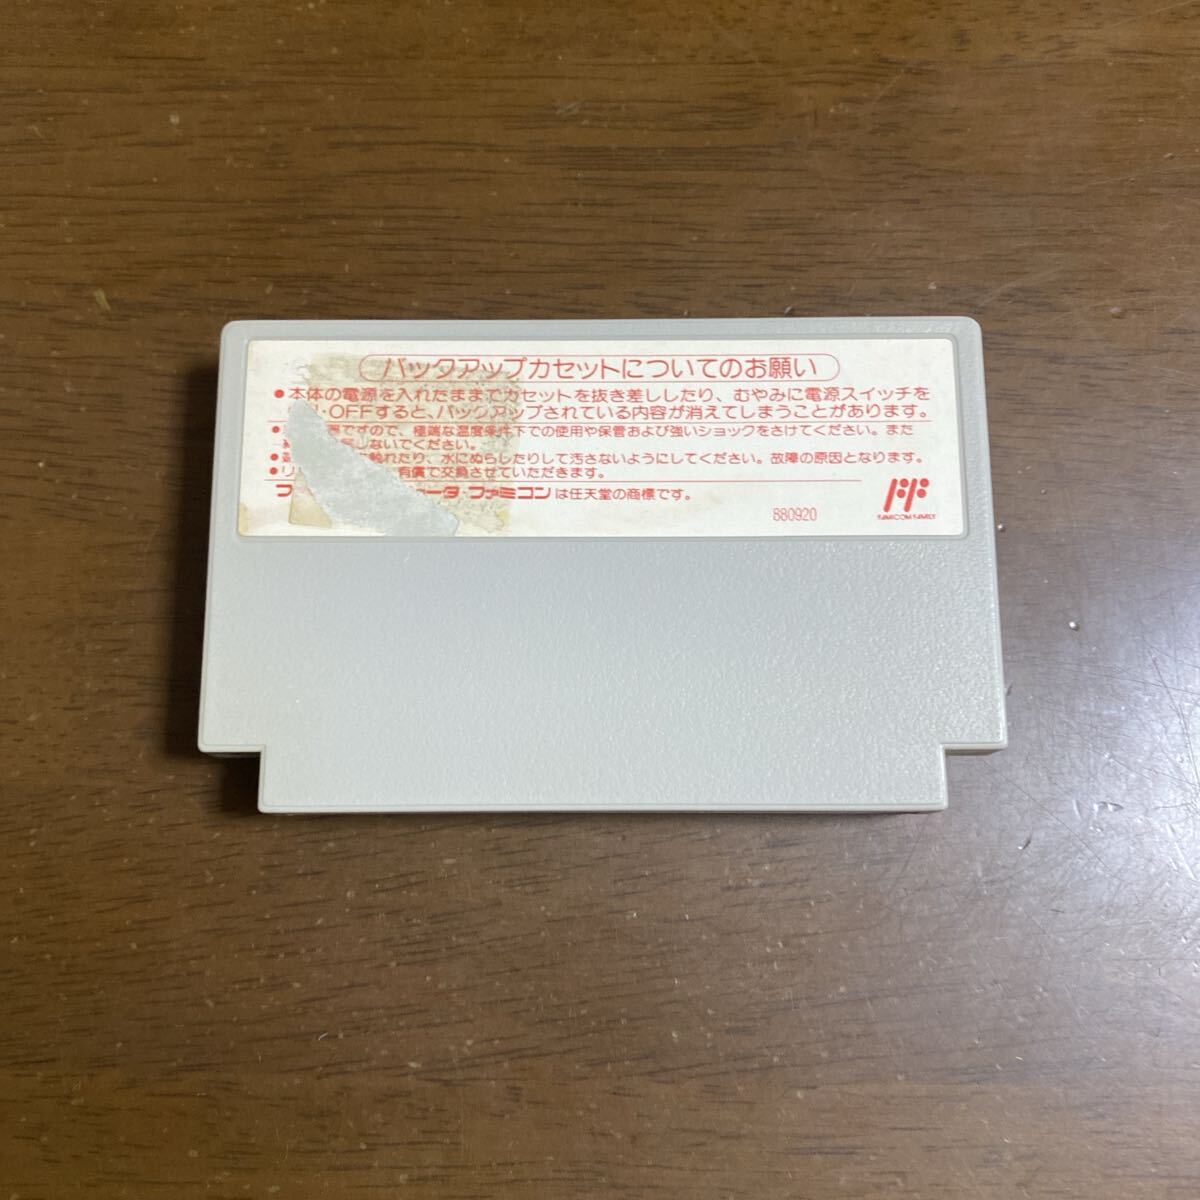 バックアップカセットについてのお願い
●本体の電源を入れたままでカセットを抜き差ししたり、むやみに電源スイッチを
・OFFすると、バックアップされている内容が消えてしまうことがあります。
● 器ですので、極端な温度条件下での使用や保管および強いショックをさけてください。また
しないでください。
● 触れたり、水にぬらしたりして汚さないようにしてください。故障の原因となります。
●リ 有償で交換させていただきます。
フ ータ・ファミコンは任天堂の商標です。
880920
FAMICOM FAMILY